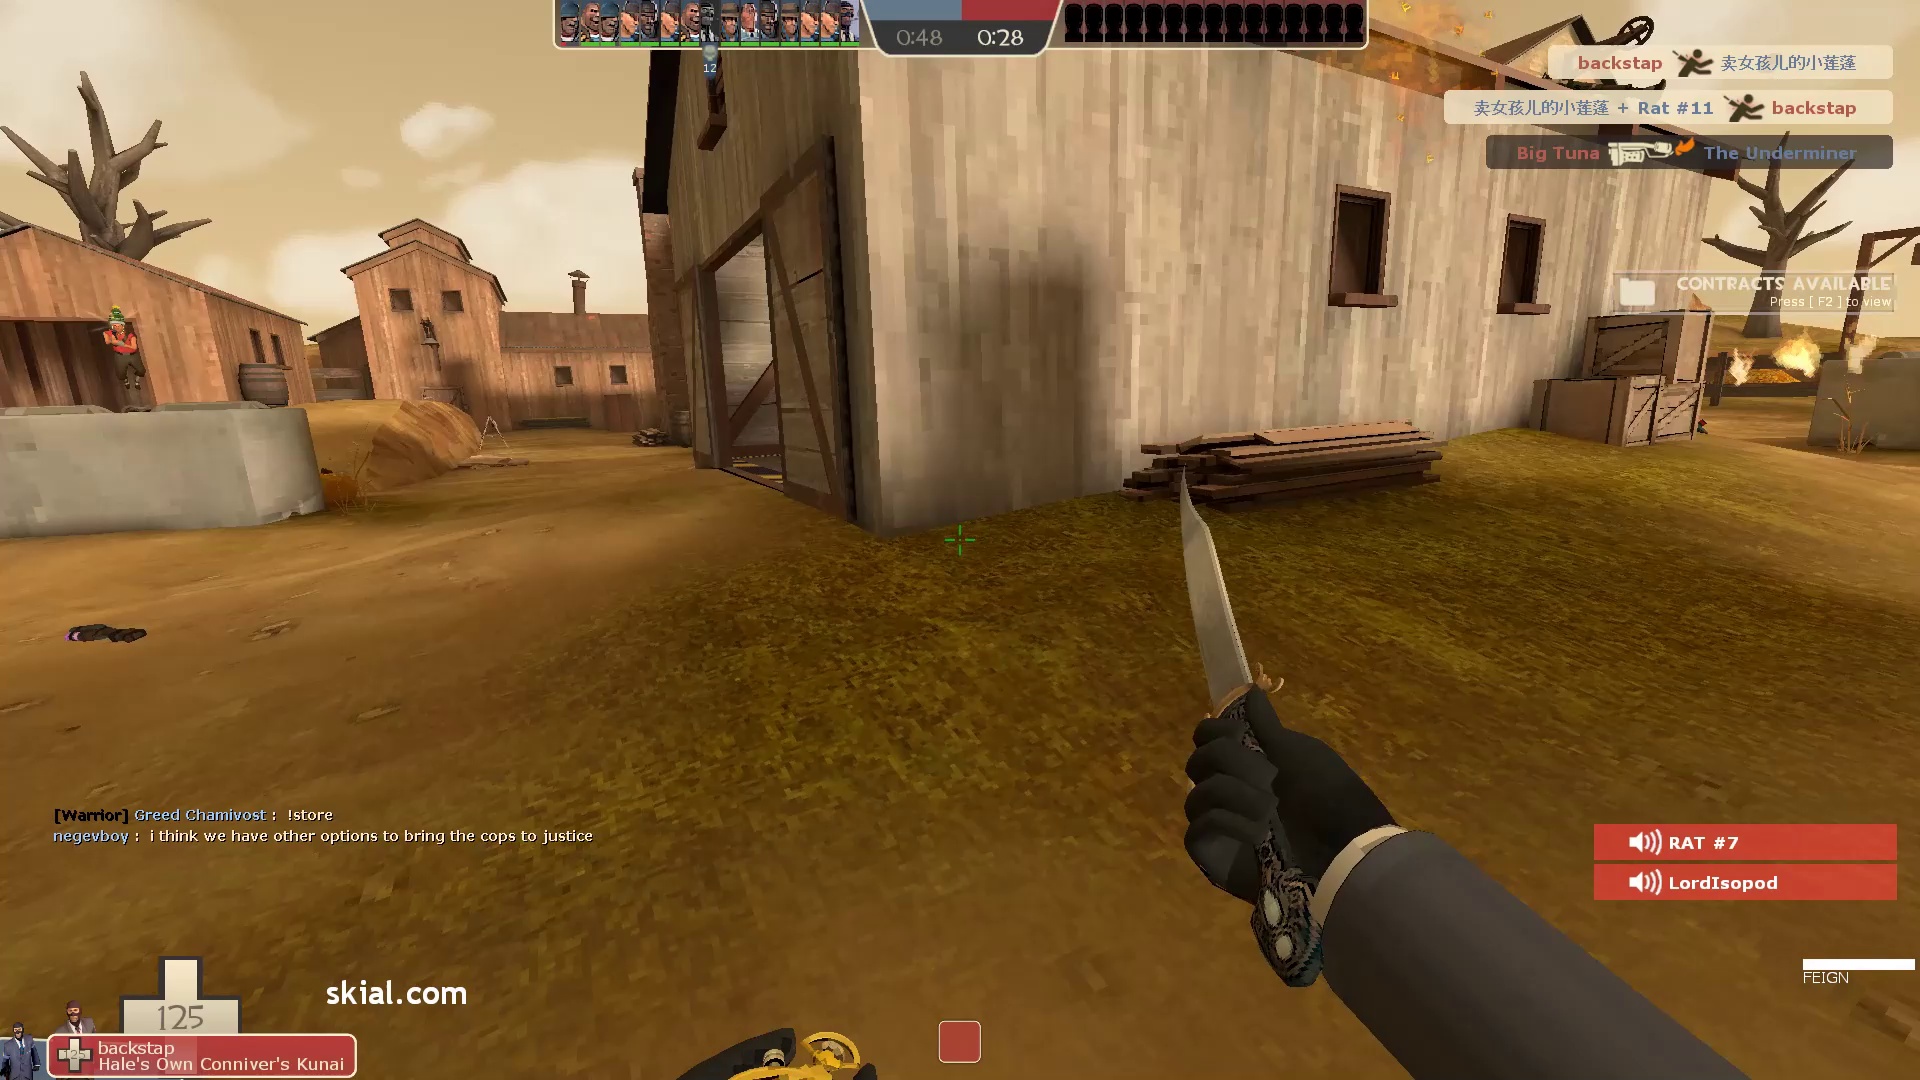 0:48 0:28
12
backstap 卖女孩儿的小莲蓬
卖女孩儿的小莲蓬 + Rat #11 backstap
Big Tuna The Underminer
CONTRACTS AVAILABLE
Press [ F2 ] to view
[Warrior] Greed Chamivost : !store
negevboy : i think we have other options to bring the cops to justice
RAT #7
LordIsopod
FEIGN
skial.com
125
125 backstap
Hale's Own Conniver's Kunai